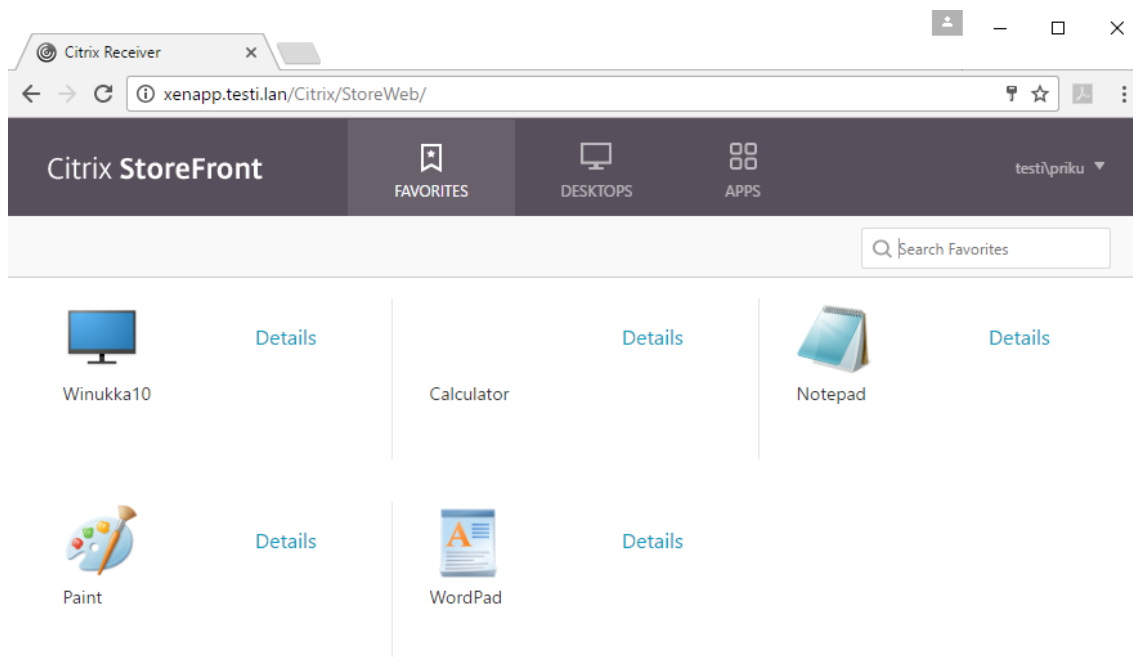 Citrix Receiver
xenapp.testi.lan/Citrix/StoreWeb/
Citrix StoreFront
FAVORITES
DESKTOPS
APPS
testi\priku
Search Favorites
Details
Details
Details
Winukka10
Calculator
Notepad
Details
Details
Paint
WordPad